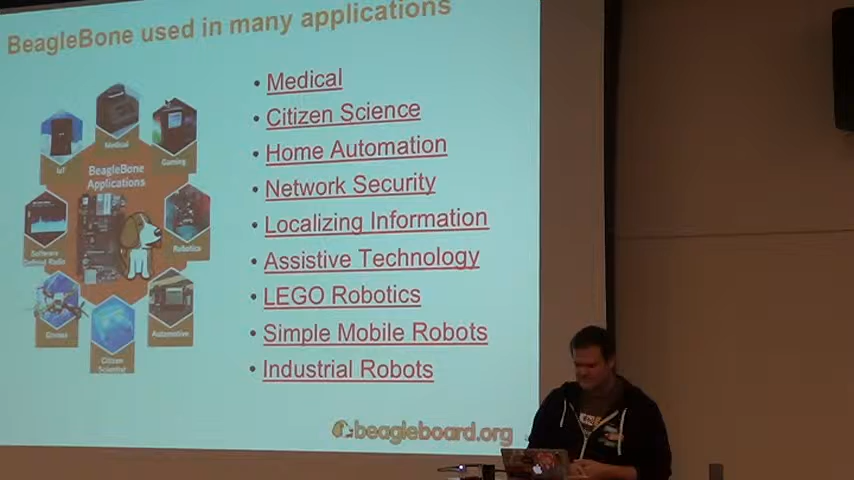 BeagleBone used in many applications
• Medical
• Citizen Science
• Home Automation
• Network Security
• Localizing Information
• Assistive Technology
• LEGO Robotics
• Simple Mobile Robots
• Industrial Robots
Medical
IoT
Gaming
BeagleBone
Applications
Software
Defined Radio
Robotics
Drones
Automotive
Citizen
Scientist
beagleboard.org